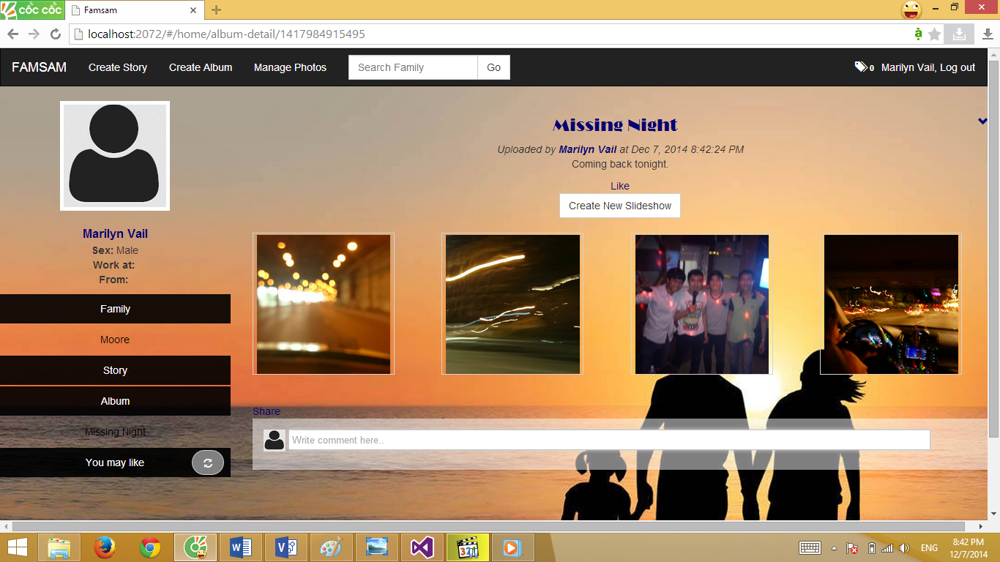 cốc cốc
Famsam
localhost:2072/#/home/album-detail/1417984915495
FAMSAM Create Story Create Album Manage Photos Search Family Go 0 Marilyn Vail, Log out
Missing Night
Uploaded by Marilyn Vail at Dec 7, 2014 8:42:24 PM
Coming back tonight.
Like
Create New Slideshow
Marilyn Vail
Sex: Male
Work at:
From:
Family
Moore
Story
Album
Missing Night
You may like
Share
Write comment here..
ENG
8:42 PM
12/7/2014